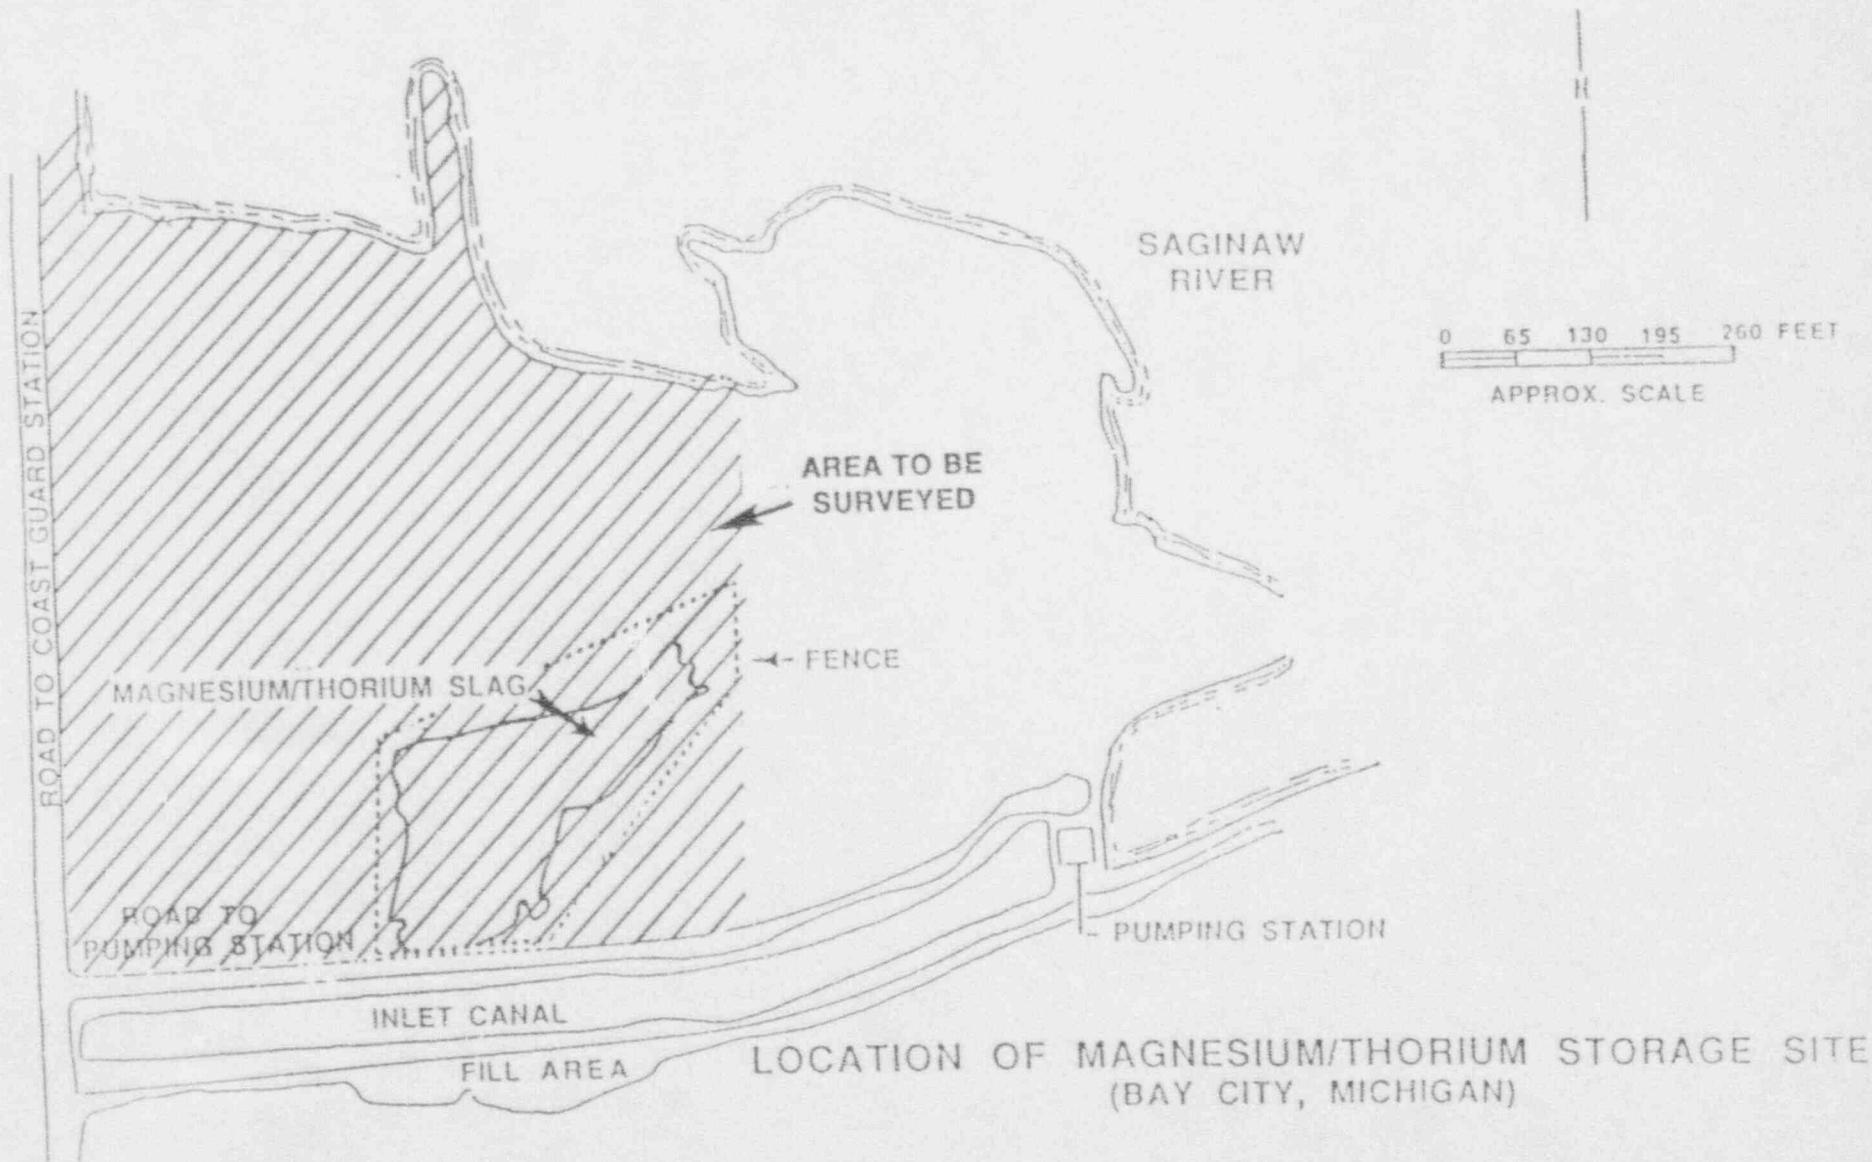 N
SAGINAW
RIVER
0 65 130 195 260 FEET
APPROX. SCALE
ROAD TO COAST GUARD STATION
AREA TO BE
SURVEYED
FENCE
MAGNESIUM/THORIUM SLAG
ROAD TO
PUMPING STATION
PUMPING STATION
INLET CANAL
FILL AREA
LOCATION OF MAGNESIUM/THORIUM STORAGE SITE
(BAY CITY, MICHIGAN)